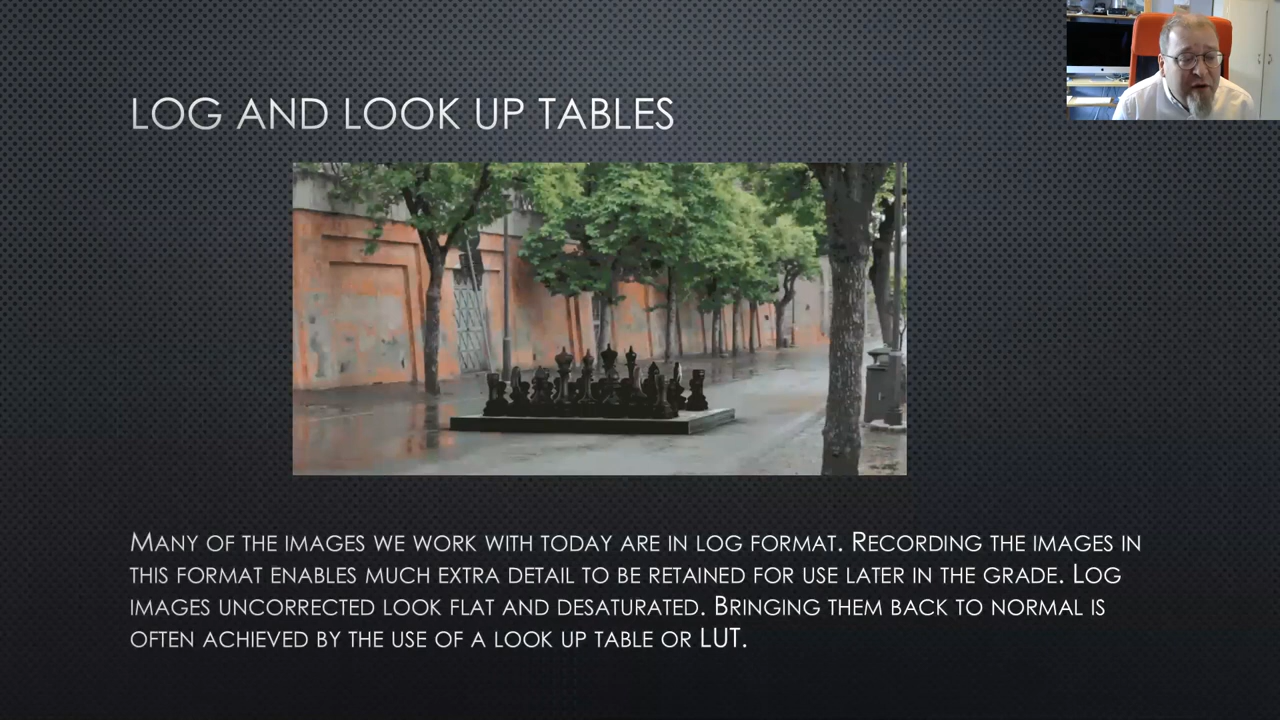 LOG AND LOOK UP TABLES
MANY OF THE IMAGES WE WORK WITH TODAY ARE IN LOG FORMAT. RECORDING THE IMAGES IN
THIS FORMAT ENABLES MUCH EXTRA DETAIL TO BE RETAINED FOR USE LATER IN THE GRADE. LOG
IMAGES UNCORRECTED LOOK FLAT AND DESATURATED. BRINGING THEM BACK TO NORMAL IS
OFTEN ACHIEVED BY THE USE OF A LOOK UP TABLE OR LUT.